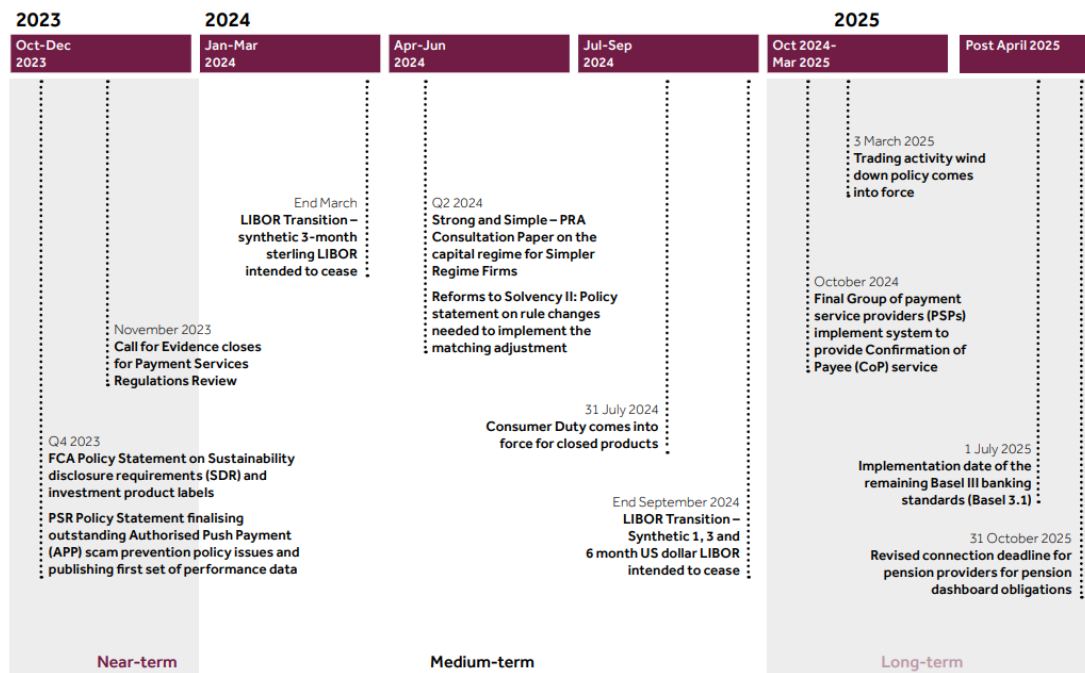 2023
2024
2025
Oct-Dec
2023
Jan-Mar
2024
Apr-Jun
2024
Jul-Sep
2024
Oct 2024-
Mar 2025
Post April 2025
Q4 2023
FCA Policy Statement on Sustainability
disclosure requirements (SDR) and
investment product labels
PSR Policy Statement finalising
outstanding Authorised Push Payment
(APP) scam prevention policy issues and
publishing first set of performance data
November 2023
Call for Evidence closes
for Payment Services
Regulations Review
End March
LIBOR Transition –
synthetic 3-month
sterling LIBOR
intended to cease
Q2 2024
Strong and Simple – PRA
Consultation Paper on the
capital regime for Simpler
Regime Firms
Reforms to Solvency II: Policy
statement on rule changes
needed to implement the
matching adjustment
31 July 2024
Consumer Duty comes into
force for closed products
End September 2024
LIBOR Transition –
Synthetic 1, 3 and
6 month US dollar LIBOR
intended to cease
3 March 2025
Trading activity wind
down policy comes
into force
October 2024
Final Group of payment
service providers (PSPs)
implement system to
provide Confirmation of
Payee (CoP) service
1 July 2025
Implementation date of the
remaining Basel III banking
standards (Basel 3.1)
31 October 2025
Revised connection deadline for
pension providers for pension
dashboard obligations
Near-term
Medium-term
Long-term